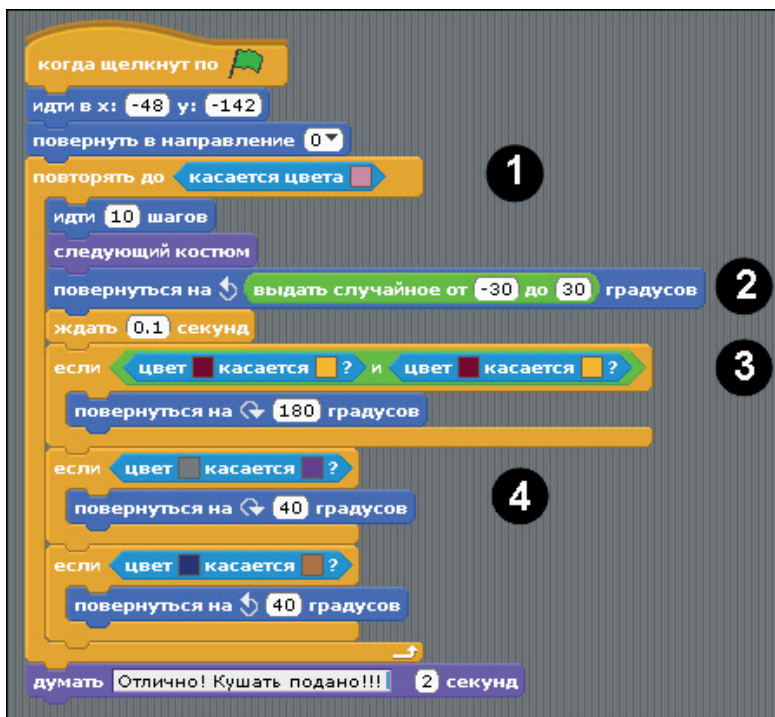 когда щелкнут по
идти в x: -48 y: -142
повернуть в направление 0
повторять до касается цвета
1
идти 10 шагов
следующий костюм
повернуться на выдать случайное от -30 до 30 градусов
2
ждать 0.1 секунд
если цвет касается ? и цвет касается ?
3
повернуться на 180 градусов
если цвет касается ?
4
повернуться на 40 градусов
если цвет касается ?
повернуться на 40 градусов
думать Отлично! Кушать подано!!! 2 секунд